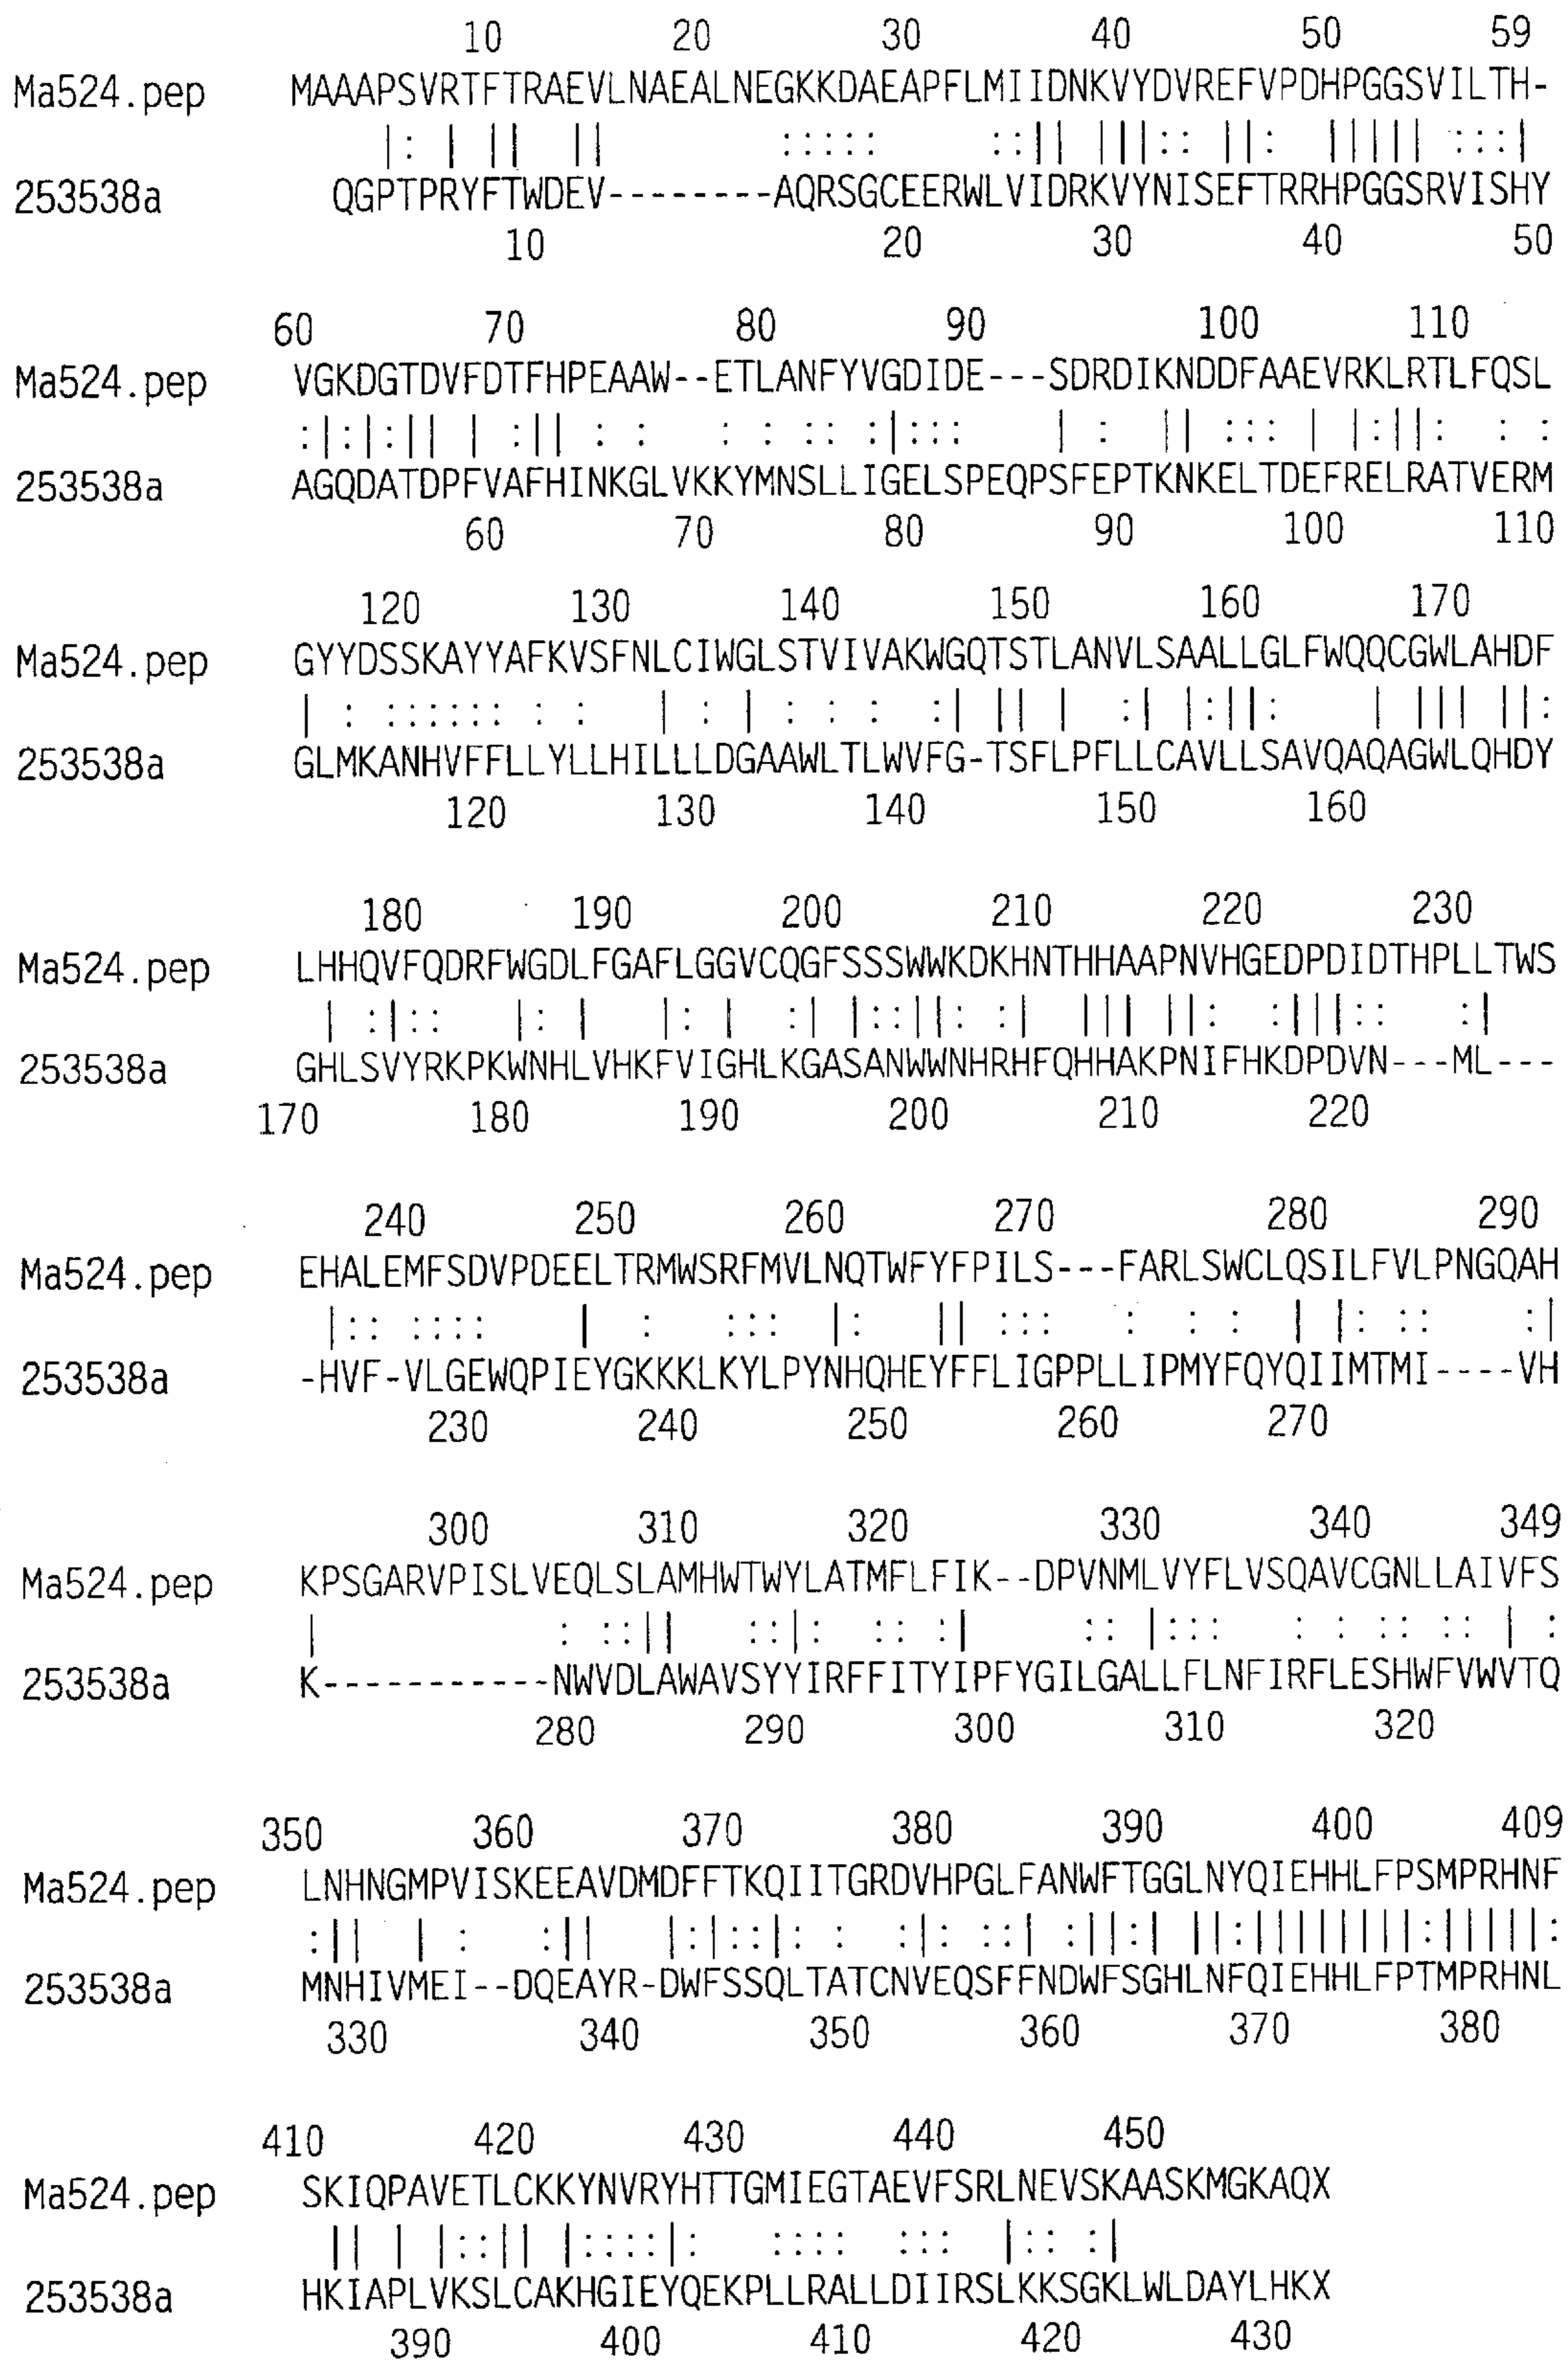 10 20 30 40 50 59
Ma524.pep MAAAPSVRTFTRAEVLNAEALNEGKKDAEAPFLMIIDNKVYDVREFVPDHPGGSVILTH-
|: | || || ::::: ::|| |||:: ||: ||||| :::|
253538a QGPTPRYFTWDEV--------AQRSGCEERWLVIDRKVYNISEFTRRHPGGSRVISHY
10 20 30 40 50
60 70 80 90 100 110
Ma524.pep VGKDGTDVFDTFHPEAAW--ETLANFYVGDIDE---SDRDIKNDDFAAEVRKLRTLFQSL
:|:|:|| | :|| : : : : :: :|::: | : || ::: | |:||: : :
253538a AGQDATDPFVAFHINKGLVKKYMNSLLIGELSPEQPSFEPTKNKELTDEFRELRATVERM
60 70 80 90 100 110
120 130 140 150 160 170
Ma524.pep GYYDSSKAYYAFKVSFNLCIWGLSTVIVAKWGQTSTLANVLSAALLGLFWQQCGWLAHDF
| : :::::: : : | : | : : : :| || | :| |:||: | ||| ||:
253538a GLMKANHVFFLLYLLHILLLDGAAWLTLWVFG-TSFLPFLLCAVLLSAVQAQAGWLQHDY
120 130 140 150 160
180 190 200 210 220 230
Ma524.pep LHHQVFQDRFWGDLFGAFLGGVCQGFSSSWWKDKHNTHHAAPNVHGEDPDIDTHPLLTWS
| :|:: |: | |: | :| |::||: :| ||| ||: :|||:: :|
253538a GHLSVYRKPKWNHLVHKFVIGHLKGASANWWNHRHFQHHAKPNIFHKDPDVN---ML---
170 180 190 200 210 220
240 250 260 270 280 290
Ma524.pep EHALEMFSDVPDEELTRMWSRFMVLNQTWFYFPILS---FARLSWCLQSILFVLPNGQAH
|:: :::: | : ::: |: || ::: : : : | |: :: :|
253538a -HVF-VLGEWQPIEYGKKKLKYLPYNHQHEYFFLIGPPLLIPMYFQYQIIMTMI----VH
230 240 250 260 270
300 310 320 330 340 349
Ma524.pep KPSGARVPISLVEQLSLAMHWTWYLATMFLFIK--DPVNMLVYFLVSQAVCGNLLAIVFS
| : ::|| ::|: :: :| :: |::: : : :: :: | :
253538a K-----------NWVDLAWAVSYYIRFFITYIPFYGILGALLFLNFIRFLESHWFVWVTQ
280 290 300 310 320
350 360 370 380 390 400 409
Ma524.pep LNHNGMPVISKEEAVDMDFFTKQIITGRDVHPGLFANWFTGGLNYQIEHHLFPSMPRHNF
:|| | : :|| |:|::|: : :|: ::| :||:| ||:||||||||:|||||:
253538a MNHIVMEI--DQEAYR-DWFSSQLTATCNVEQSFFNDWFSGHLNFQIEHHLFPTMPRHNL
330 340 350 360 370 380
410 420 430 440 450
Ma524.pep SKIQPAVETLCKKYNVRYHTTGMIEGTAEVFSRLNEVSKAASKMGKAQX
|| | |::|| |::::|: :::: ::: |:: :|
253538a HKIAPLVKSLCAKHGIEYQEKPLLRALLDIIRSLKKSGKLWLDAYLHKX
390 400 410 420 430